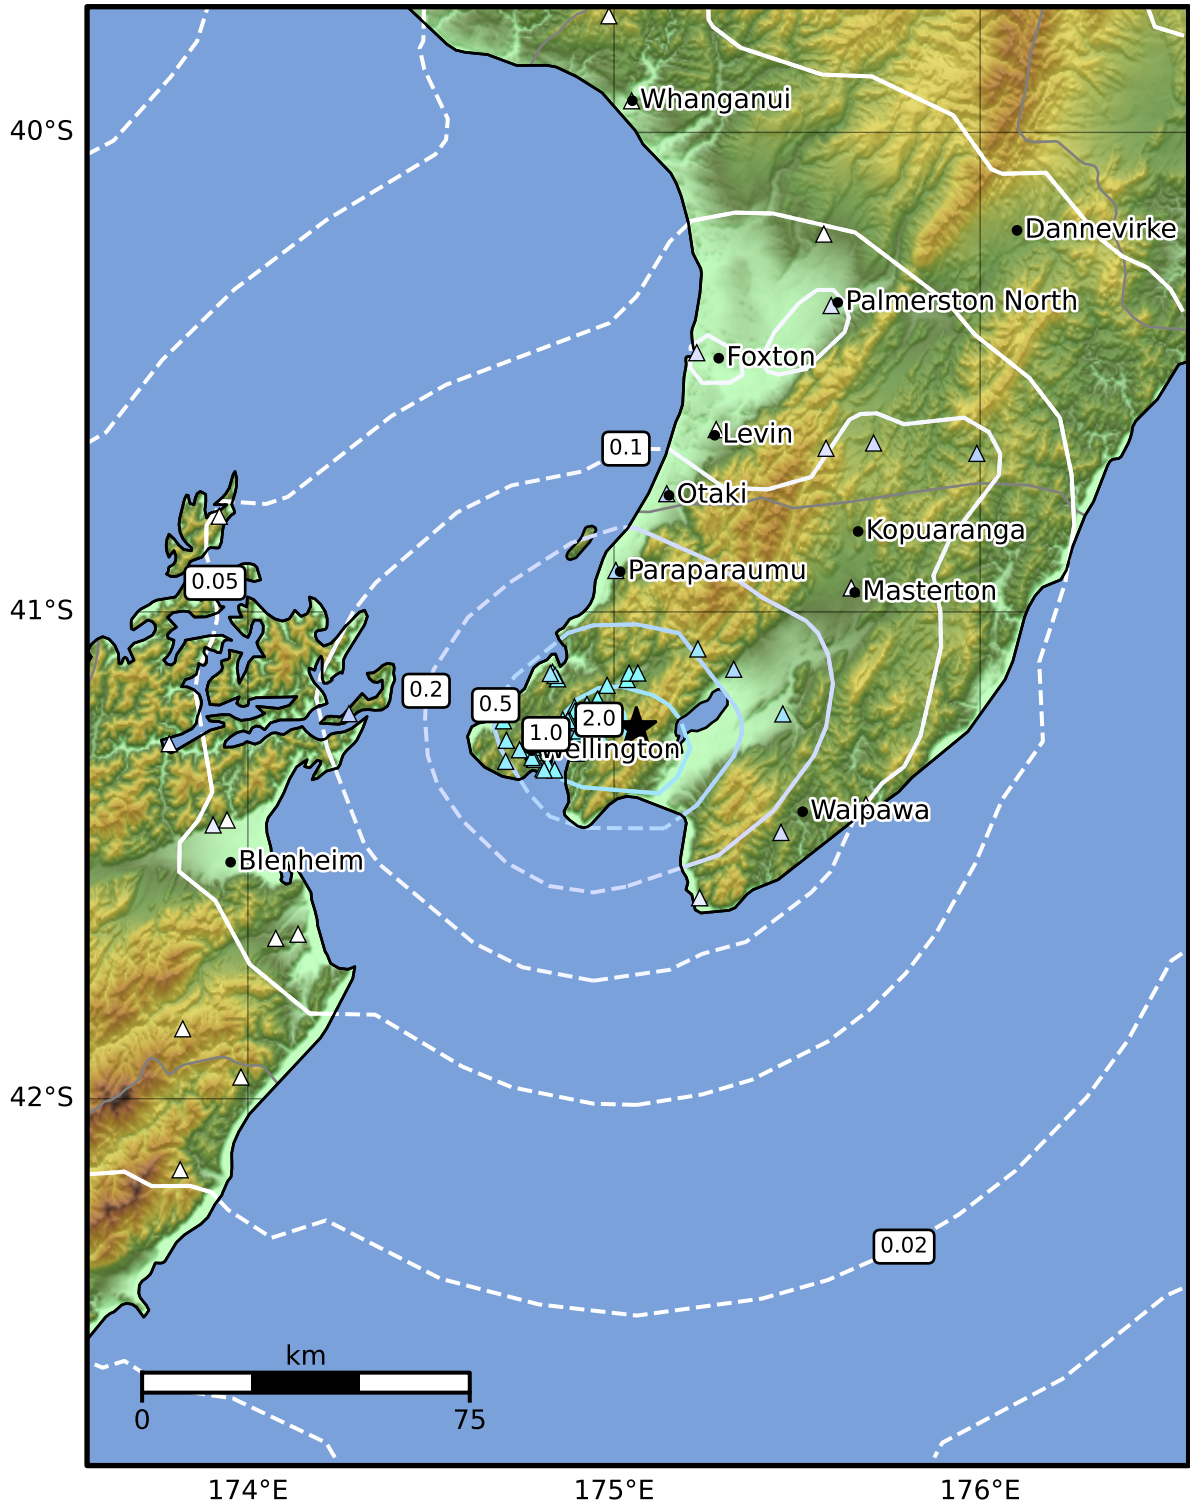 Whanganui
40°S
Dannevirke
Palmerston North
Foxton
Levin
0.1
Otaki
Kopuaranga
Paraparaumu
0.05
Masterton
41°S
0.2
0.5
2.0
1.0
Wellington
Waipawa
Blenheim
42°S
0.02
km
0
75
174°E
175°E
176°E